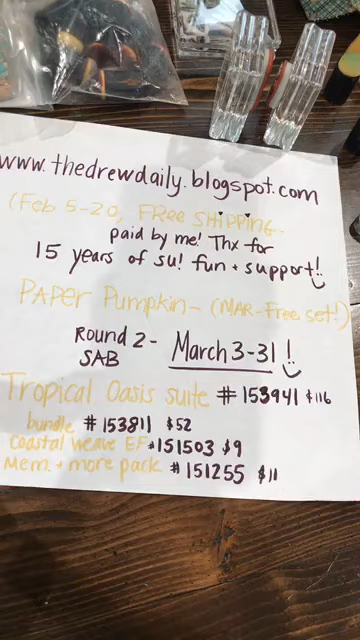 www.thedrewdaily.blogspot.com
(Feb 5-20, FREE SHiPPiNG-
paid by me! Thx for
15 years of SU! fun + support!
PAPER PumpkiN - (MAR-Free set!)
Round 2 - March 3-31!
SAB
Tropical Oasis suite #153941 $116
bundle #153811 $52
coastal weave EF #151503 $9
Mem. + more pack #151255 $11